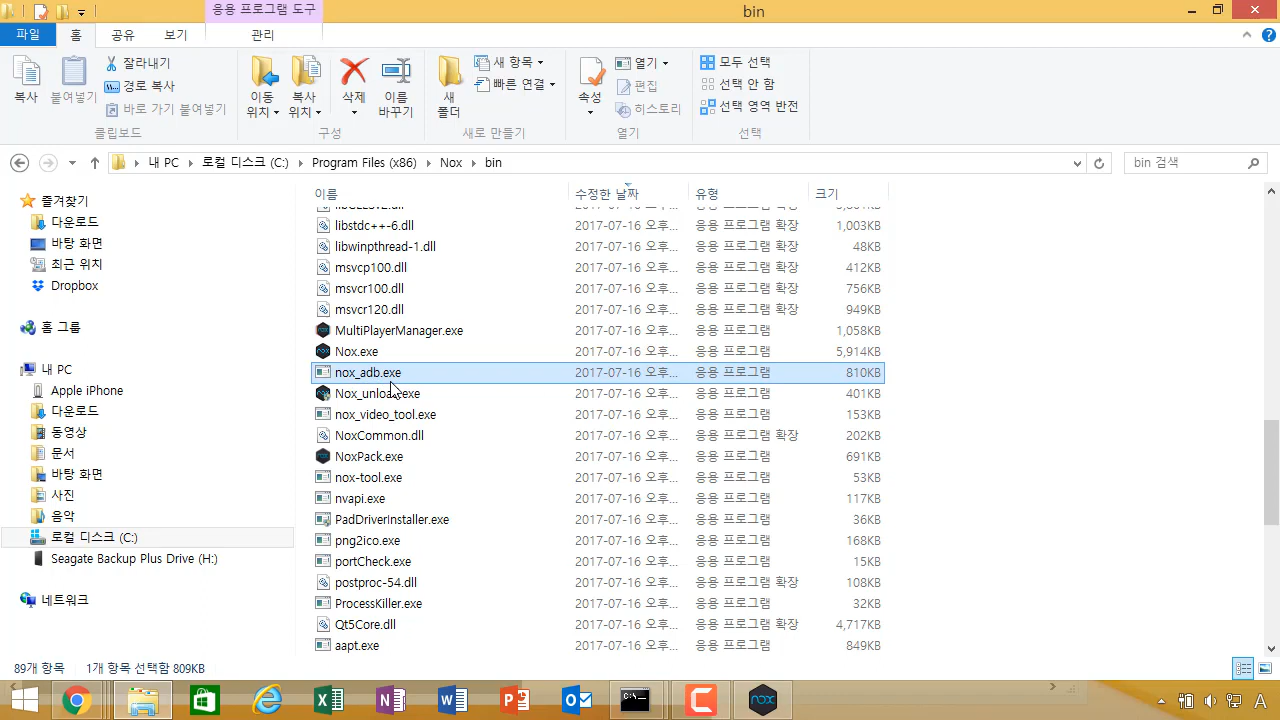 응용 프로그램 도구
bin
파일
홈
공유
보기
관리
복사
붙여넣기
잘라내기
경로 복사
바로 가기 붙여넣기
클립보드
이동 위치
복사 위치
삭제
이름 바꾸기
구성
새 폴더
새 항목
빠른 연결
새로 만들기
속성
열기
편집
히스토리
열기
모두 선택
선택 안 함
선택 영역 반전
선택
내 PC
로컬 디스크 (C:)
Program Files (x86)
Nox
bin
bin 검색
즐겨찾기
다운로드
바탕 화면
최근 위치
Dropbox
홈 그룹
내 PC
Apple iPhone
다운로드
동영상
문서
바탕 화면
사진
음악
로컬 디스크 (C:)
Seagate Backup Plus Drive (H:)
네트워크
이름 수정한 날짜 유형 크기
libstdc++-6.dll 2017-07-16 오후... 응용 프로그램 확장 1,003KB
libwinpthread-1.dll 2017-07-16 오후... 응용 프로그램 확장 48KB
msvcp100.dll 2017-07-16 오후... 응용 프로그램 확장 412KB
msvcr100.dll 2017-07-16 오후... 응용 프로그램 확장 756KB
msvcr120.dll 2017-07-16 오후... 응용 프로그램 확장 949KB
MultiPlayerManager.exe 2017-07-16 오후... 응용 프로그램 1,058KB
Nox.exe 2017-07-16 오후... 응용 프로그램 5,914KB
nox_adb.exe 2017-07-16 오후... 응용 프로그램 810KB
Nox_unload.exe 2017-07-16 오후... 응용 프로그램 401KB
nox_video_tool.exe 2017-07-16 오후... 응용 프로그램 153KB
NoxCommon.dll 2017-07-16 오후... 응용 프로그램 확장 202KB
NoxPack.exe 2017-07-16 오후... 응용 프로그램 691KB
nox-tool.exe 2017-07-16 오후... 응용 프로그램 53KB
nvapi.exe 2017-07-16 오후... 응용 프로그램 117KB
PadDriverInstaller.exe 2017-07-16 오후... 응용 프로그램 36KB
png2ico.exe 2017-07-16 오후... 응용 프로그램 168KB
portCheck.exe 2017-07-16 오후... 응용 프로그램 15KB
postproc-54.dll 2017-07-16 오후... 응용 프로그램 확장 108KB
ProcessKiller.exe 2017-07-16 오후... 응용 프로그램 32KB
Qt5Core.dll 2017-07-16 오후... 응용 프로그램 확장 4,717KB
aapt.exe 2017-07-16 오후... 응용 프로그램 849KB
89개 항목
1개 항목 선택함 809KB
A